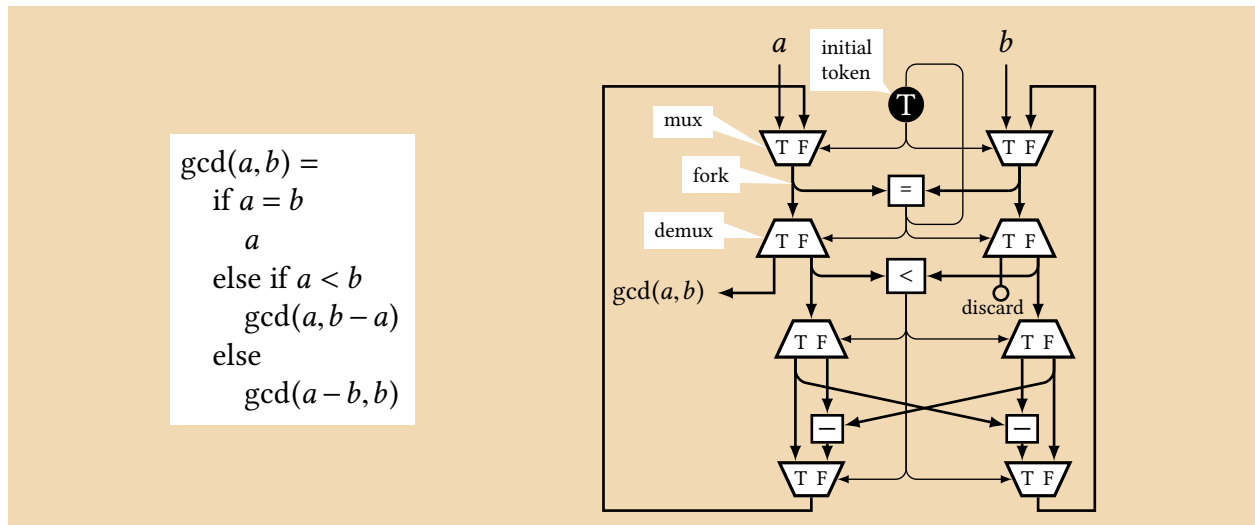 gcd(a, b) =
if a = b
a
else if a < b
gcd(a, b − a)
else
gcd(a − b, b)
a
initial
token
b
T
mux
T F
T F
fork
=
demux
T F
T F
<
gcd(a, b)
discard
T F
T F
−
−
T F
T F